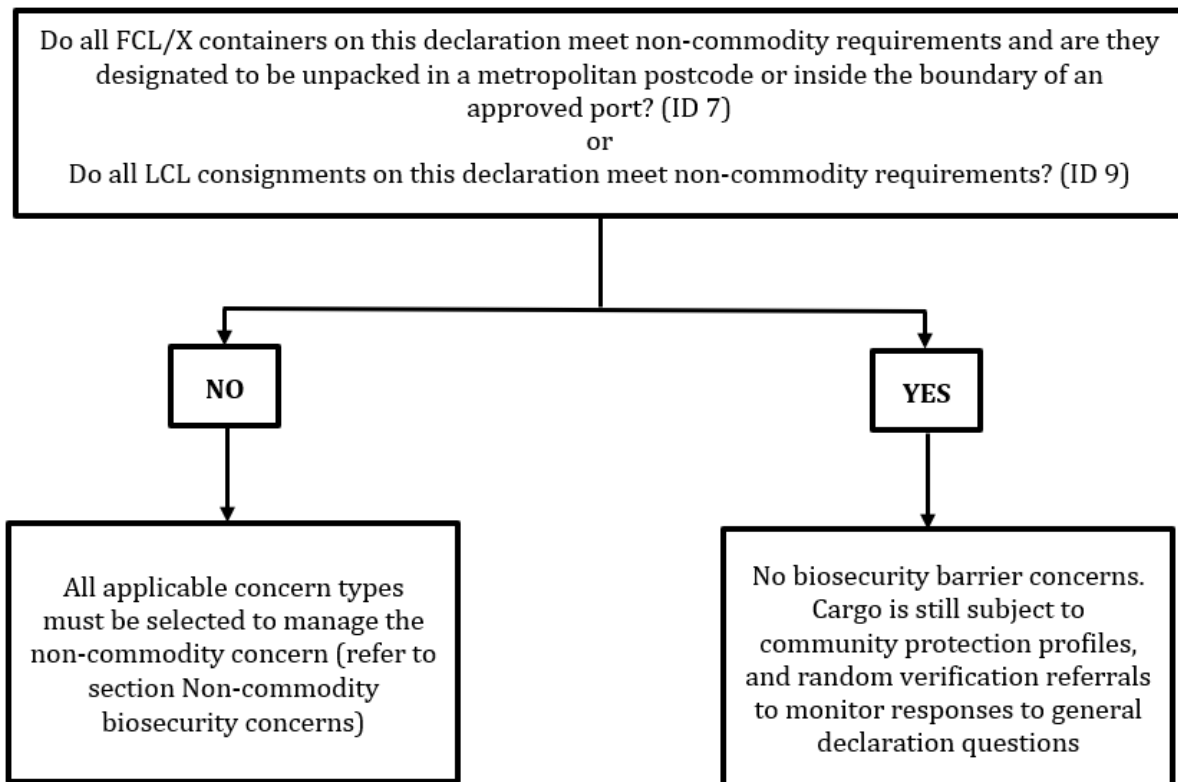 Do all FCL/X containers on this declaration meet non-commodity requirements and are they
designated to be unpacked in a metropolitan postcode or inside the boundary of an
approved port? (ID 7)
or
Do all LCL consignments on this declaration meet non-commodity requirements? (ID 9)
NO
YES
All applicable concern types
must be selected to manage the
non-commodity concern (refer to
section Non-commodity
biosecurity concerns)
No biosecurity barrier concerns.
Cargo is still subject to
community protection profiles,
and random verification referrals
to monitor responses to general
declaration questions